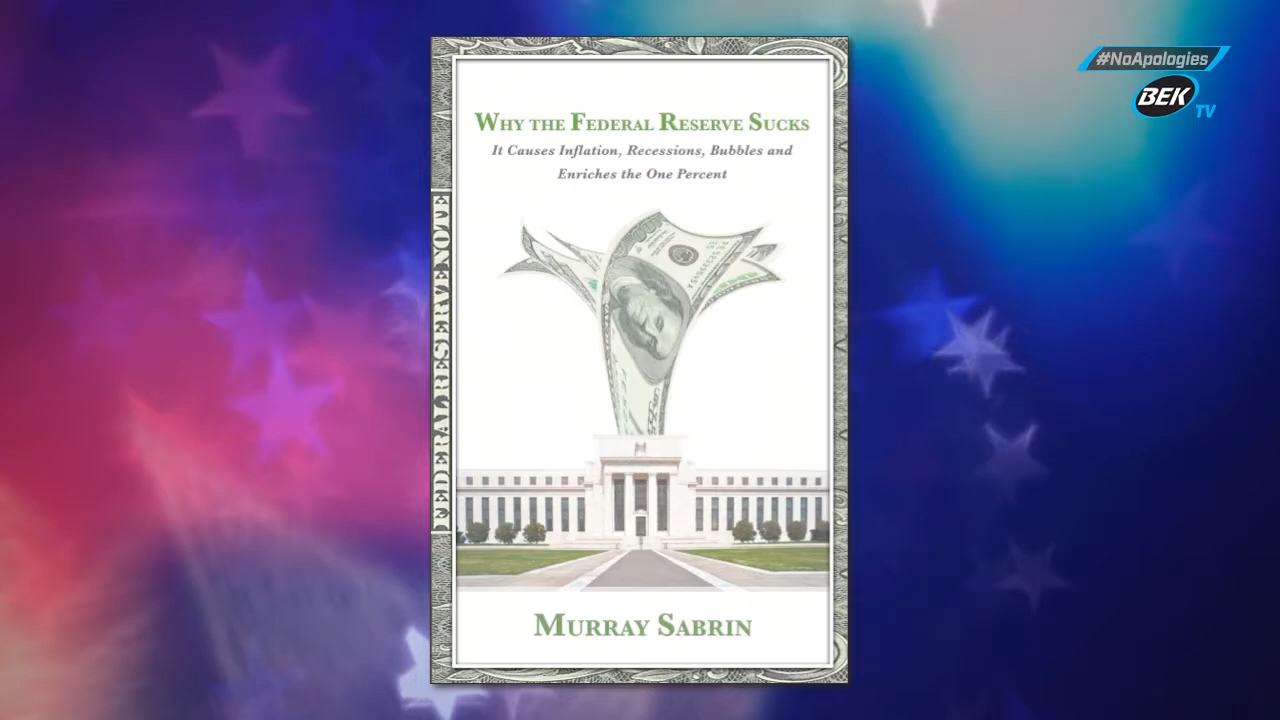 #NoApologies
BEK TV
WHY THE FEDERAL RESERVE SUCKS
It Causes Inflation, Recessions, Bubbles and
Enriches the One Percent
FEDERAL RESERVE NOTE
MURRAY SABRIN